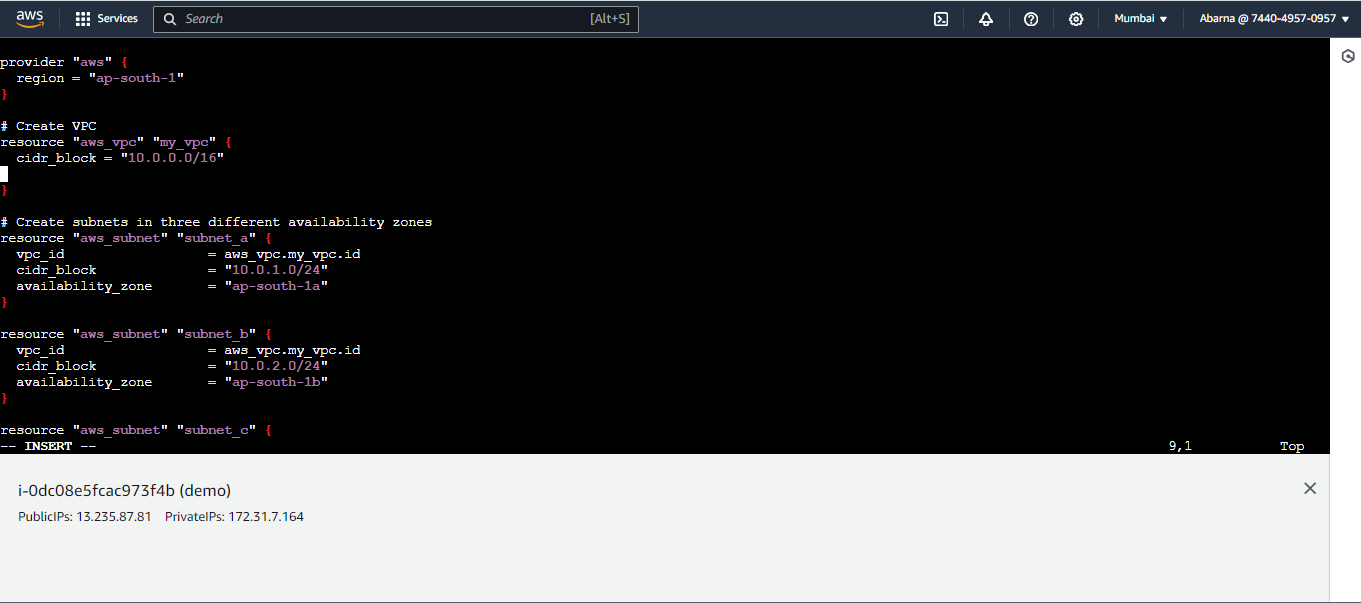 aws Services Search [Alt+S] Mumbai Abarna @ 7440-4957-0957
provider "aws" {
  region = "ap-south-1"
}
# Create VPC
resource "aws_vpc" "my_vpc" {
  cidr_block = "10.0.0.0/16"
}
# Create subnets in three different availability zones
resource "aws_subnet" "subnet_a" {
  vpc_id                  = aws_vpc.my_vpc.id
  cidr_block              = "10.0.1.0/24"
  availability_zone       = "ap-south-1a"
}
resource "aws_subnet" "subnet_b" {
  vpc_id                  = aws_vpc.my_vpc.id
  cidr_block              = "10.0.2.0/24"
  availability_zone       = "ap-south-1b"
}
resource "aws_subnet" "subnet_c" {
-- INSERT -- 9,1 Top
i-0dc08e5fcac973f4b (demo)
PublicIPs: 13.235.87.81 PrivateIPs: 172.31.7.164